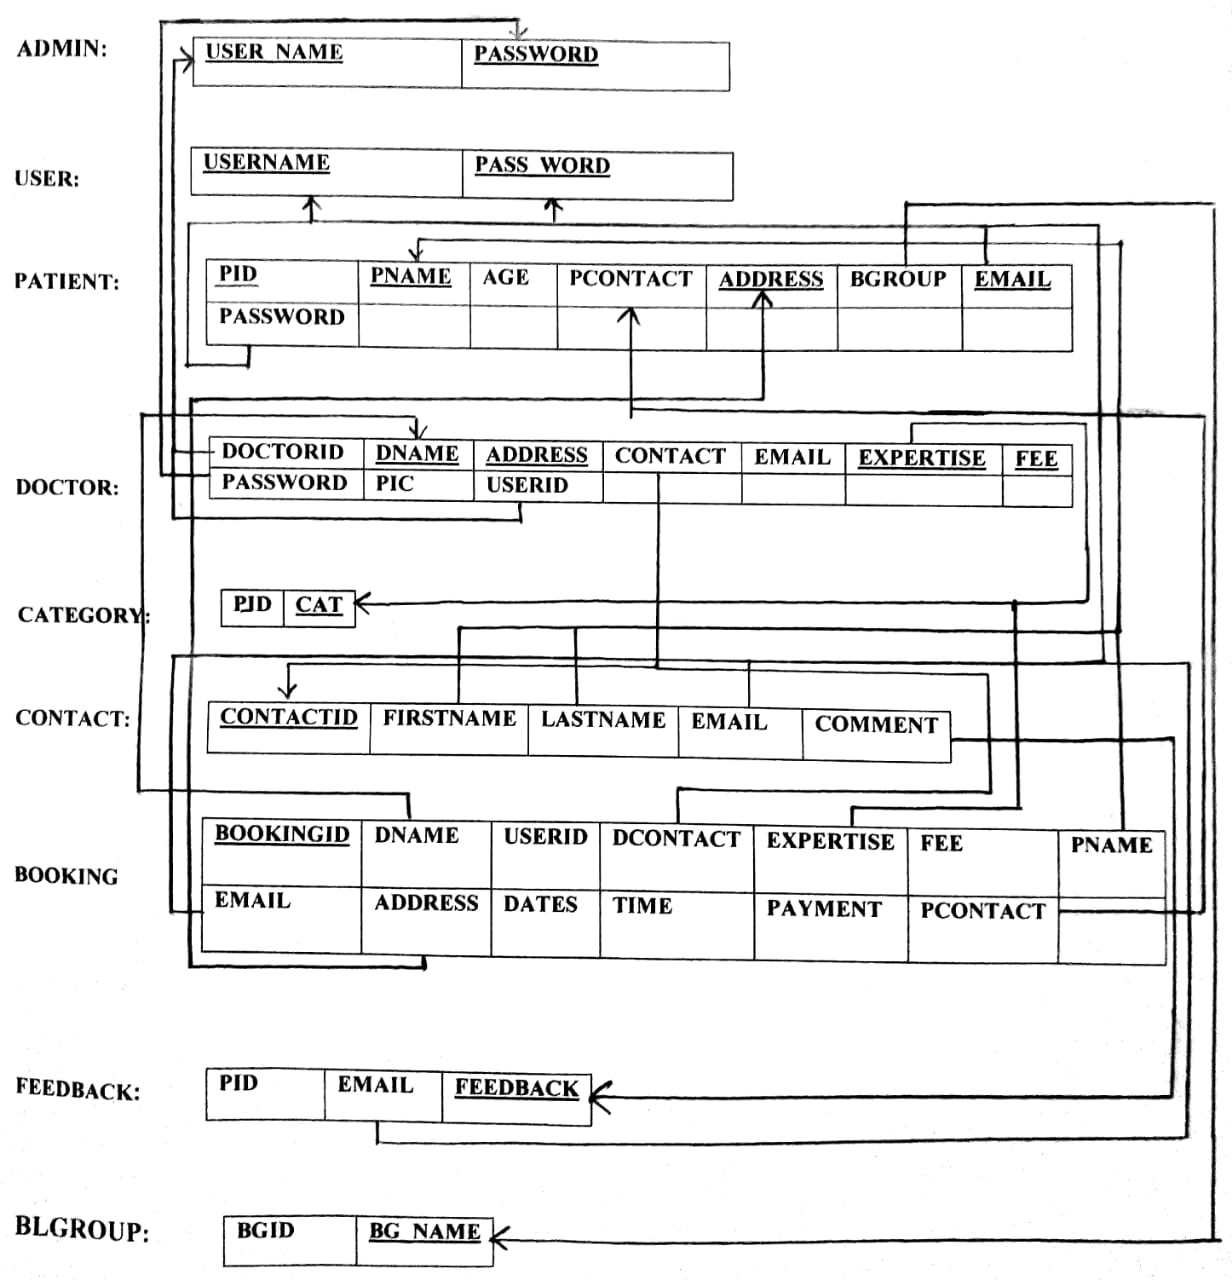 ADMIN: USER NAME PASSWORD
USER: USERNAME PASS WORD
PATIENT: PID PNAME AGE PCONTACT ADDRESS BGROUP EMAIL
PASSWORD
DOCTOR: DOCTORID DNAME ADDRESS CONTACT EMAIL EXPERTISE FEE
PASSWORD PIC USERID
CATEGORY: PID CAT
CONTACT: CONTACTID FIRSTNAME LASTNAME EMAIL COMMENT
BOOKING BOOKINGID DNAME USERID DCONTACT EXPERTISE FEE PNAME
EMAIL ADDRESS DATES TIME PAYMENT PCONTACT
FEEDBACK: PID EMAIL FEEDBACK
BLGROUP: BGID BG NAME